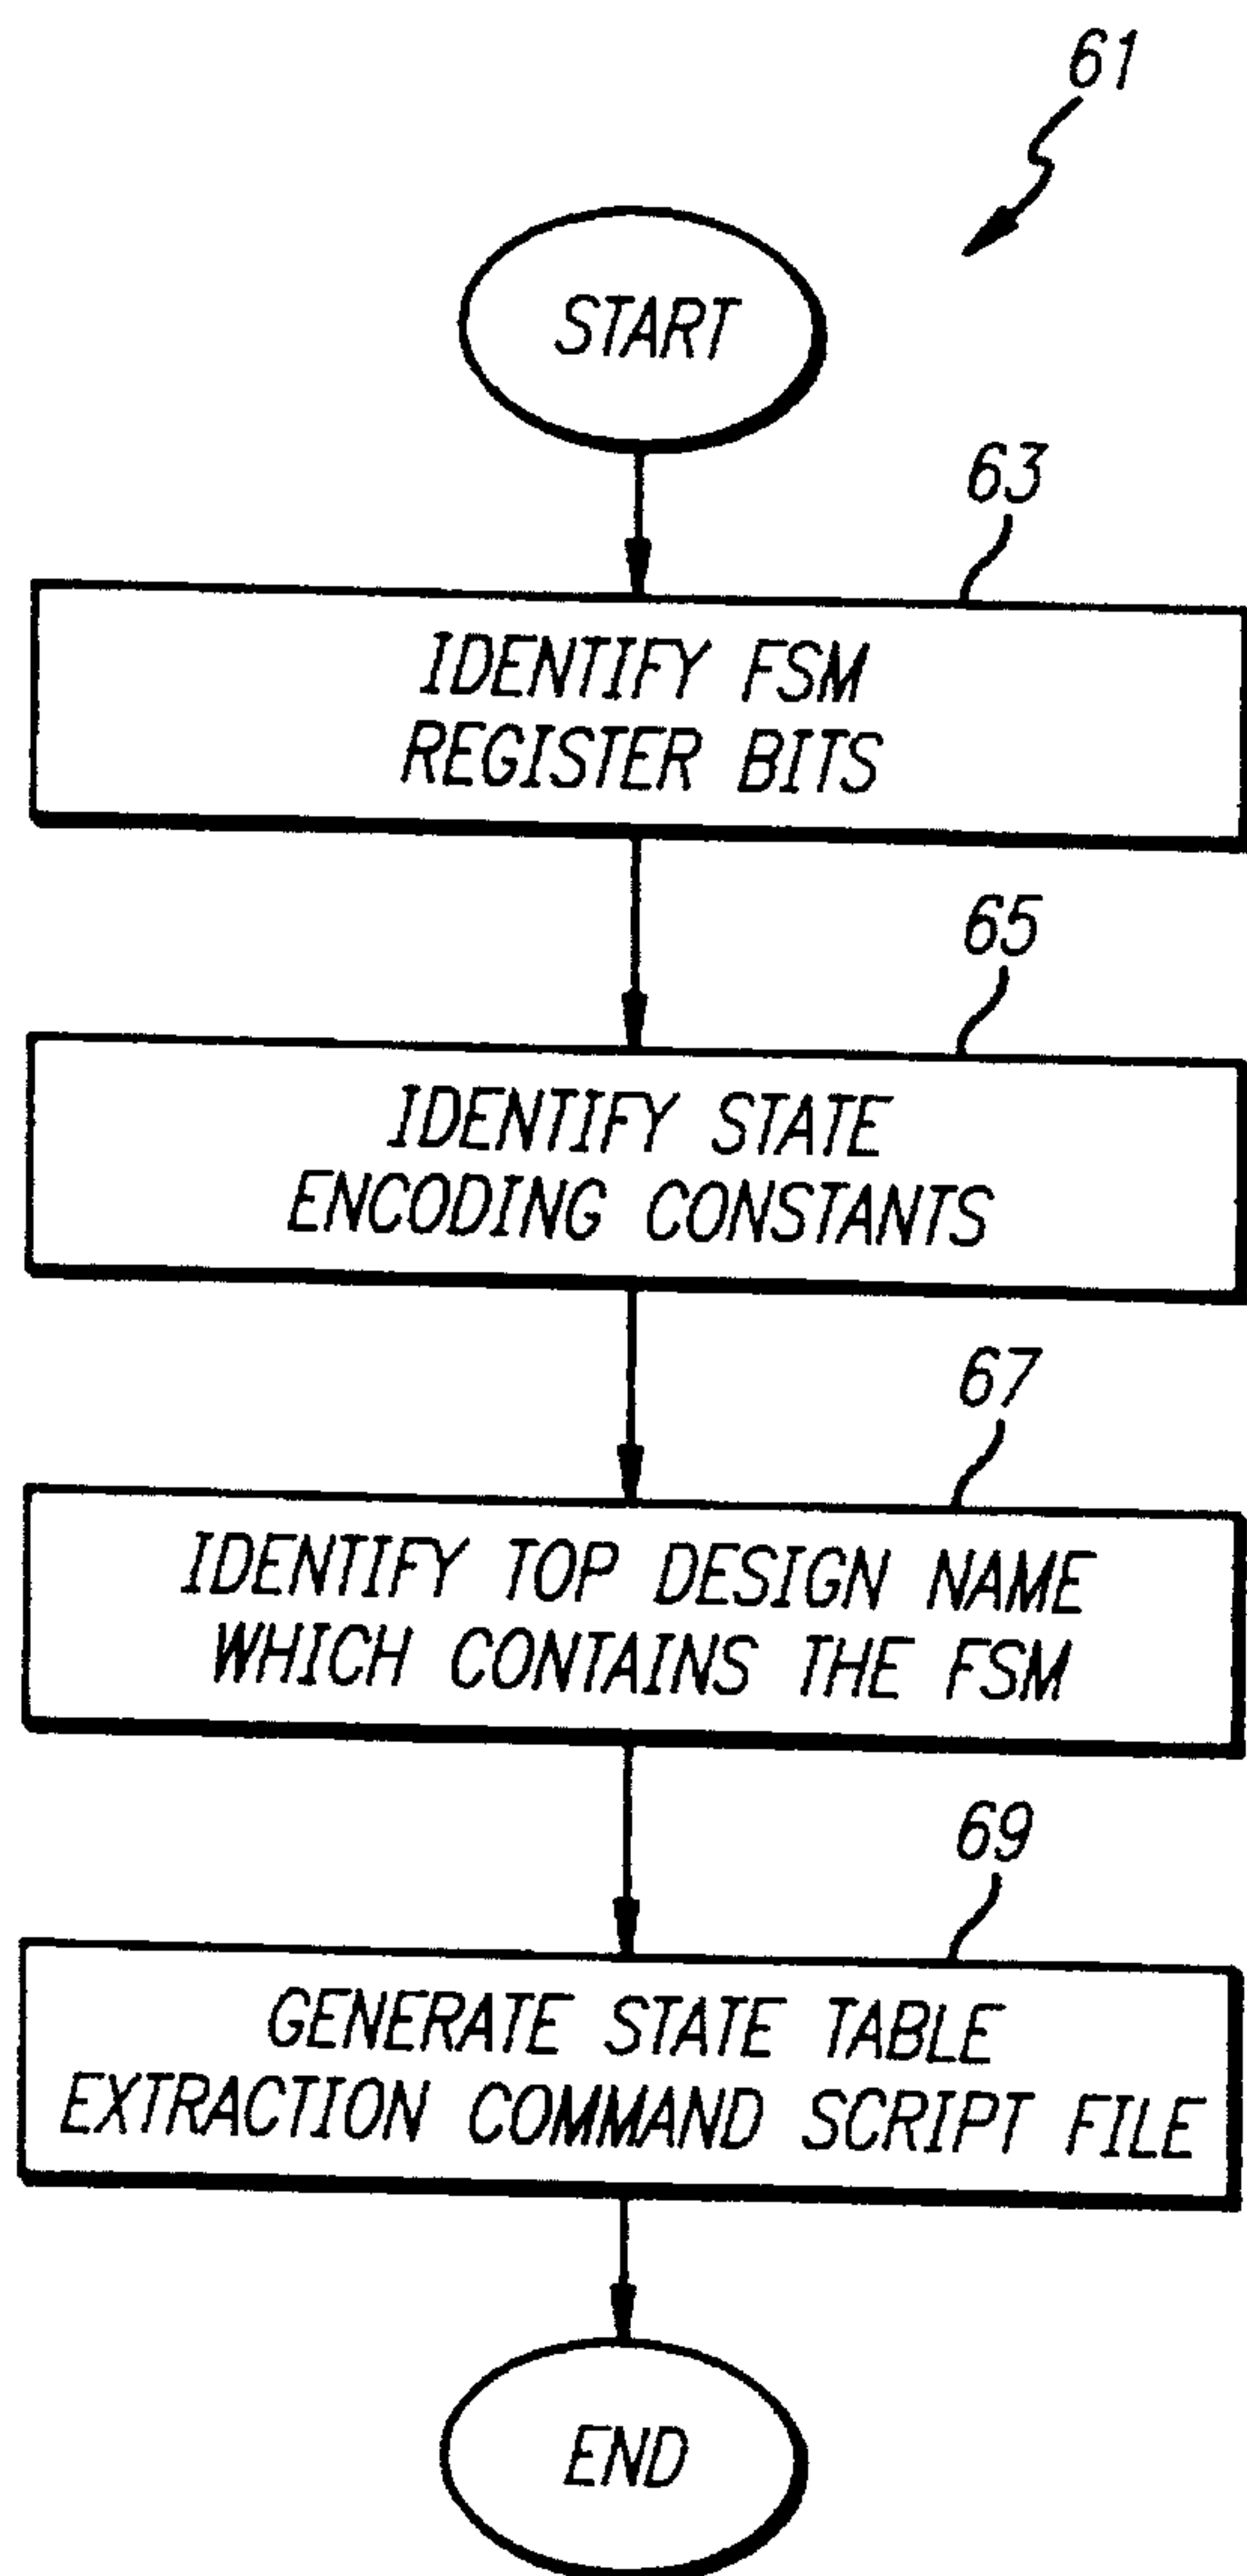 61
START
63
IDENTIFY FSM
REGISTER BITS
65
IDENTIFY STATE
ENCODING CONSTANTS
67
IDENTIFY TOP DESIGN NAME
WHICH CONTAINS THE FSM
69
GENERATE STATE TABLE
EXTRACTION COMMAND SCRIPT FILE
END